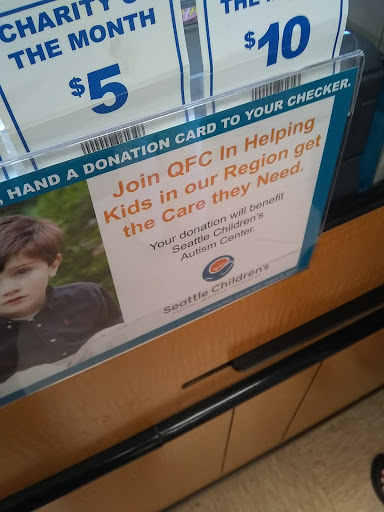 CHARITY
THE MONTH
$5
THE
$10
HAND A DONATION CARD TO YOUR CHECKER.
Join QFC In Helping
Kids in our Region get
the Care they Need.
Your donation will benefit
Seattle Children's
Autism Center.
Seattle Children's